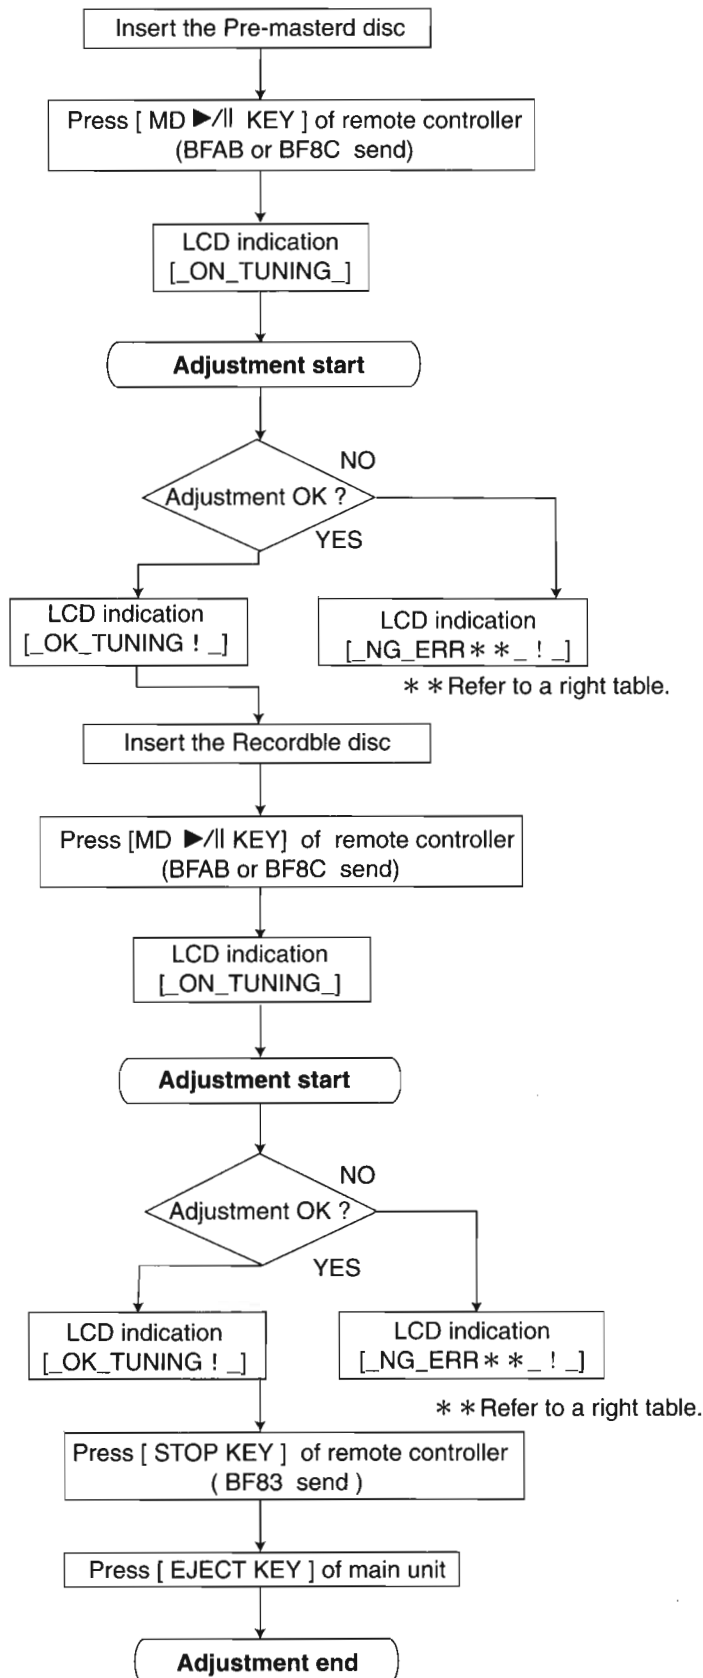 Insert the Pre-masterd disc
Press [ MD ►/II KEY ] of remote controller
(BFAB or BF8C send)
LCD indication
[_ON_TUNING_]
Adjustment start
Adjustment OK ?
NO
YES
LCD indication
[_OK_TUNING ! _]
LCD indication
[_NG_ERR＊＊_ ! _]
＊＊Refer to a right table.
Insert the Recordble disc
Press [MD ►/II KEY] of remote controller
(BFAB or BF8C send)
LCD indication
[_ON_TUNING_]
Adjustment start
Adjustment OK ?
NO
YES
LCD indication
[_OK_TUNING ! _]
LCD indication
[_NG_ERR＊＊_ ! _]
＊＊Refer to a right table.
Press [ STOP KEY ] of remote controller
( BF83 send )
Press [ EJECT KEY ] of main unit
Adjustment end